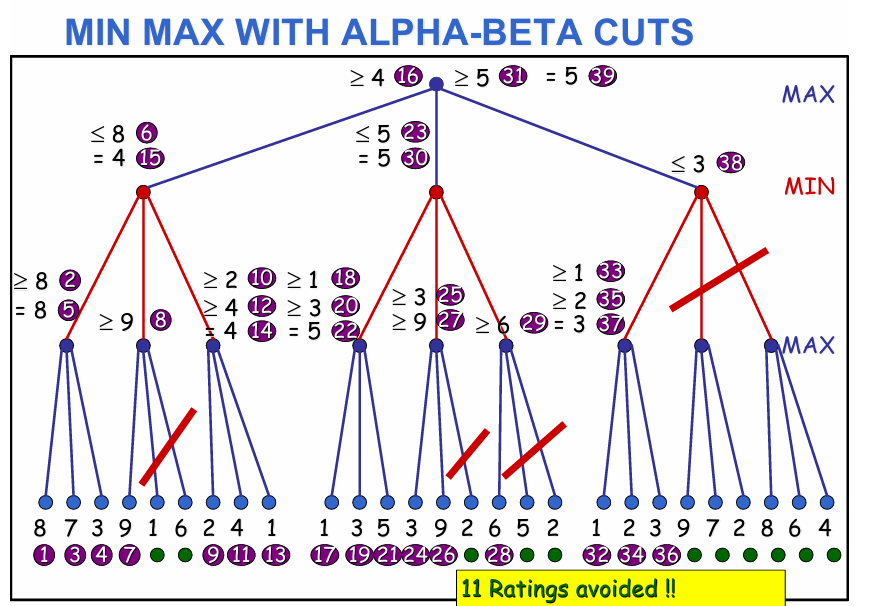 MIN MAX WITH ALPHA-BETA CUTS
≥ 4 16 ≥ 5 31 = 5 39
MAX
≤ 8 6
= 4 15
≤ 5 23
= 5 30
≤ 3 38
MIN
≥ 8 2
= 8 5
≥ 9 8
≥ 2 10
≥ 4 12
= 4 14
≥ 1 18
≥ 3 20
= 5 22
≥ 3 25
≥ 9 27
≥ 6 29
≥ 1 33
≥ 2 35
= 3 37
MAX
8 7 3 9 1 6 2 4 1 1 3 5 3 9 2 6 5 2 1 2 3 9 7 2 8 6 4
1 3 4 7 9 11 13 17 19 21 24 26 28 32 34 36
11 Ratings avoided !!